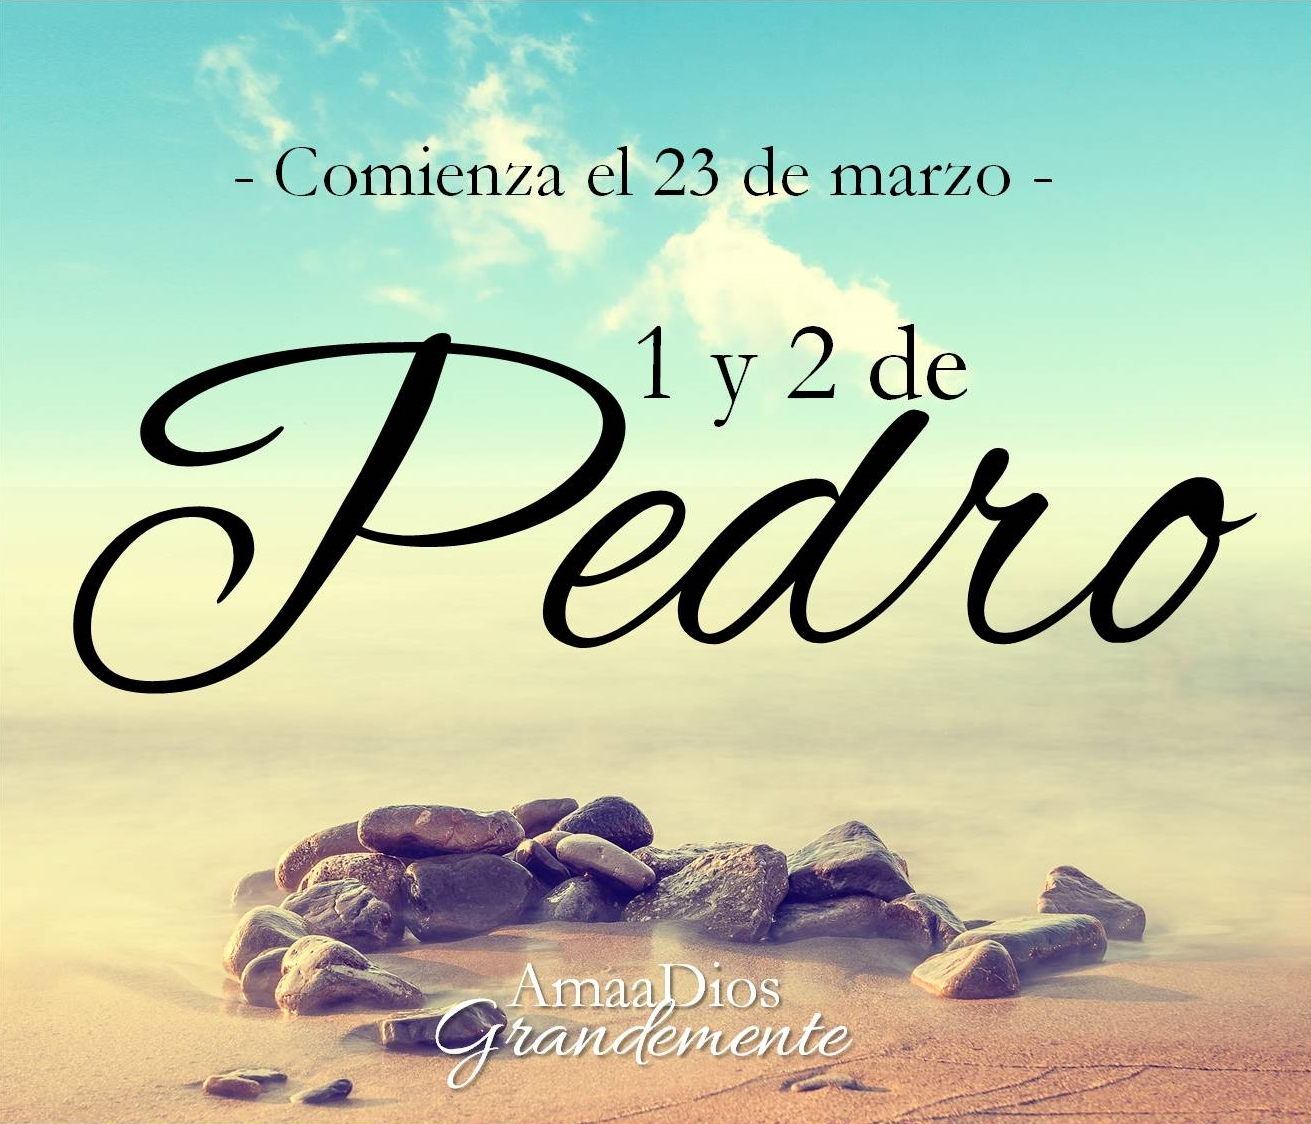 - Comienza el 23 de marzo -
1 y 2 de
Pedro
AmaaDios
Grandemente